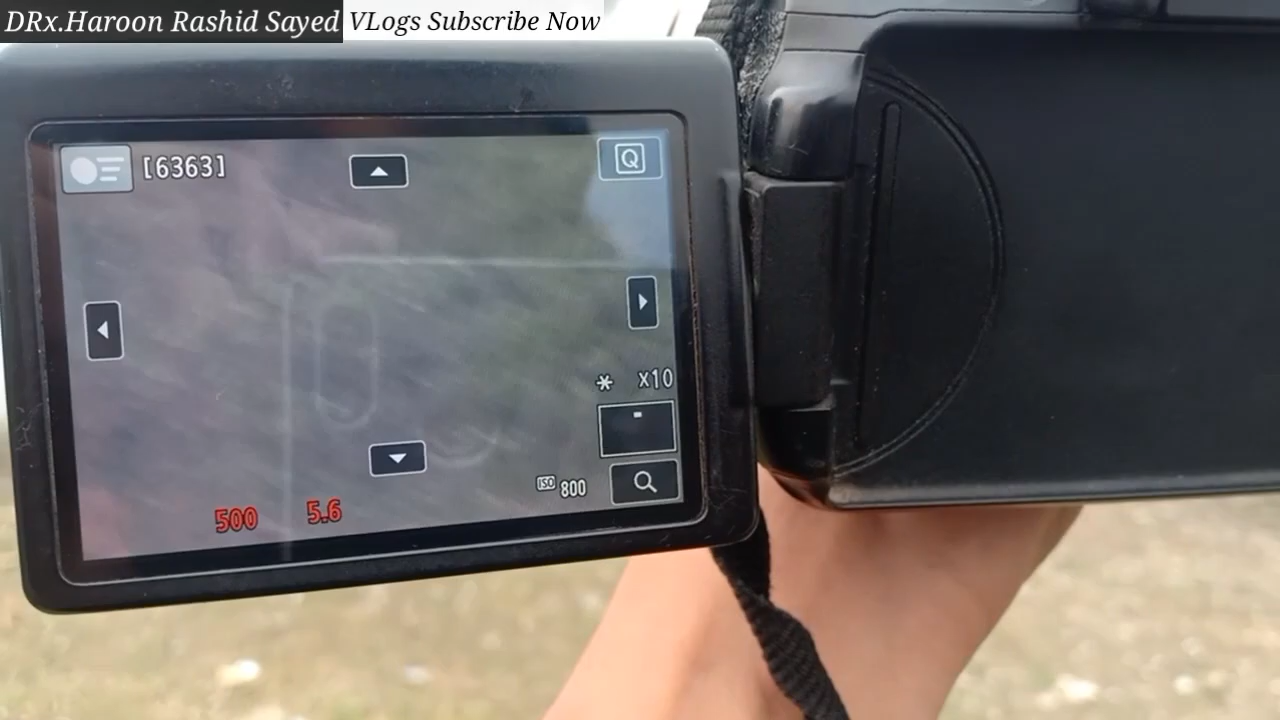 DRx.Haroon Rashid Sayed VLogs Subscribe Now
[6363]
Q
* x10
ISO 800
500 5.6